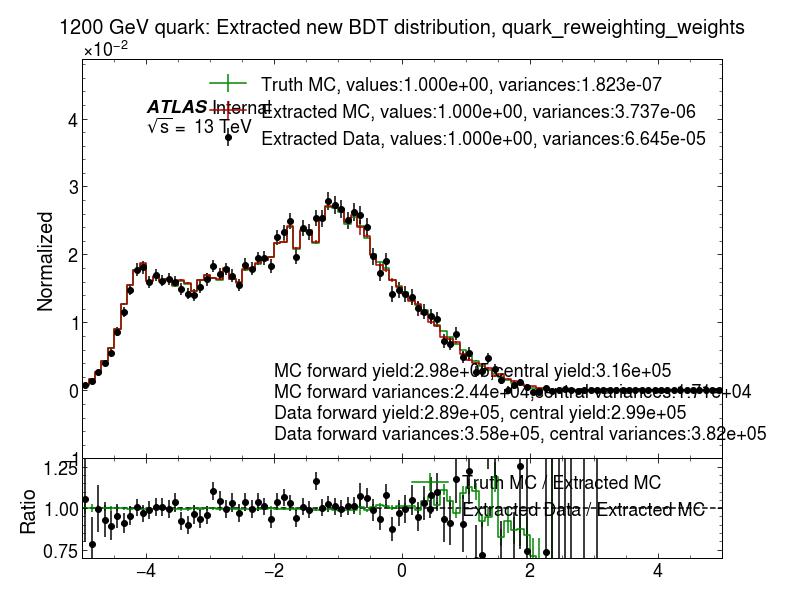 1200 GeV quark: Extracted new BDT distribution, quark_reweighting_weights
×10−2
Truth MC, values:1.000e+00, variances:1.823e-07
ATLAS Internal
Extracted MC, values:1.000e+00, variances:3.737e-06
√s = 13 TeV
Extracted Data, values:1.000e+00, variances:6.645e-05
4
3
2
1
0
1
Normalized
MC forward yield:2.98e+05, central yield:3.16e+05
MC forward variances:2.44e+04, central variances:1.71e+04
Data forward yield:2.89e+05, central yield:2.99e+05
Data forward variances:3.58e+05, central variances:3.82e+05
1.25
1.00
0.75
Ratio
Truth MC / Extracted MC
Extracted Data / Extracted MC
−4 −2 0 2 4